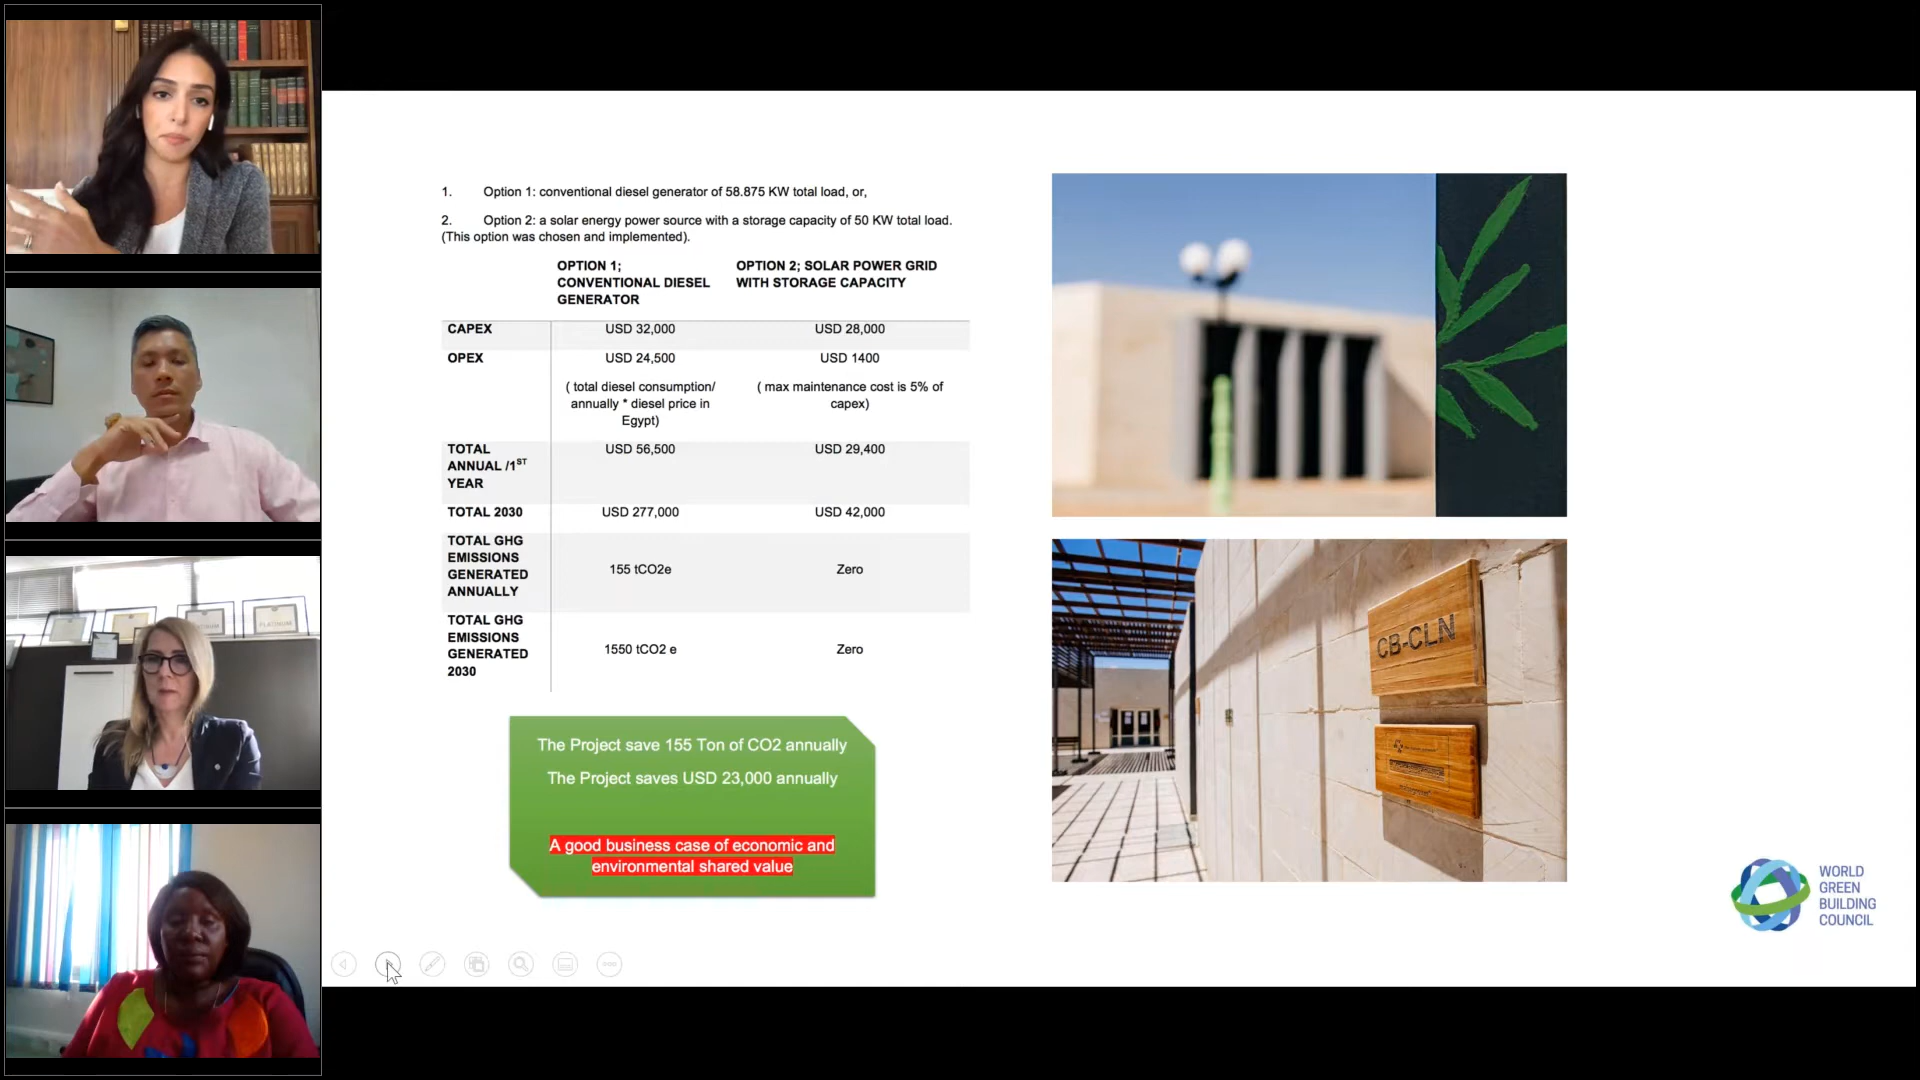 1. Option 1: conventional diesel generator of 58.875 KW total load, or,
2. Option 2: a solar energy power source with a storage capacity of 50 KW total load.
(This option was chosen and implemented).
OPTION 1;
CONVENTIONAL DIESEL
GENERATOR
OPTION 2; SOLAR POWER GRID
WITH STORAGE CAPACITY
CAPEX
USD 32,000
USD 28,000
OPEX
USD 24,500
( total diesel consumption/
annually * diesel price in
Egypt)
USD 1400
( max maintenance cost is 5% of
capex)
TOTAL
ANNUAL /1ST
YEAR
USD 56,500
USD 29,400
TOTAL 2030
USD 277,000
USD 42,000
TOTAL GHG
EMISSIONS
GENERATED
ANNUALLY
155 tCO2e
Zero
TOTAL GHG
EMISSIONS
GENERATED
2030
1550 tCO2 e
Zero
The Project save 155 Ton of CO2 annually
The Project saves USD 23,000 annually
A good business case of economic and
environmental shared value
CB-CLN
WORLD
GREEN
BUILDING
COUNCIL
PLATINUM